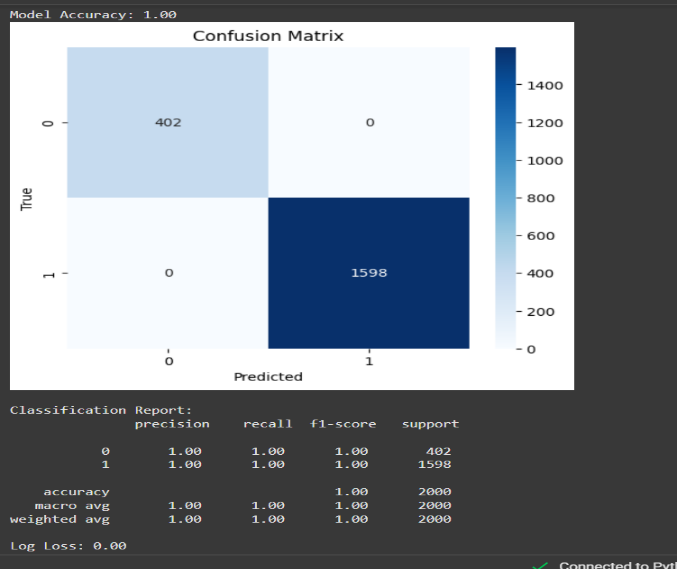 Model Accuracy: 1.00
Confusion Matrix
0
402
0
1
0
1598
True
0
1
Predicted
1400
1200
1000
800
600
400
200
0
Classification Report:
precision recall f1-score support
0 1.00 1.00 1.00 402
1 1.00 1.00 1.00 1598
accuracy 1.00 2000
macro avg 1.00 1.00 1.00 2000
weighted avg 1.00 1.00 1.00 2000
Log Loss: 0.00
Connected to